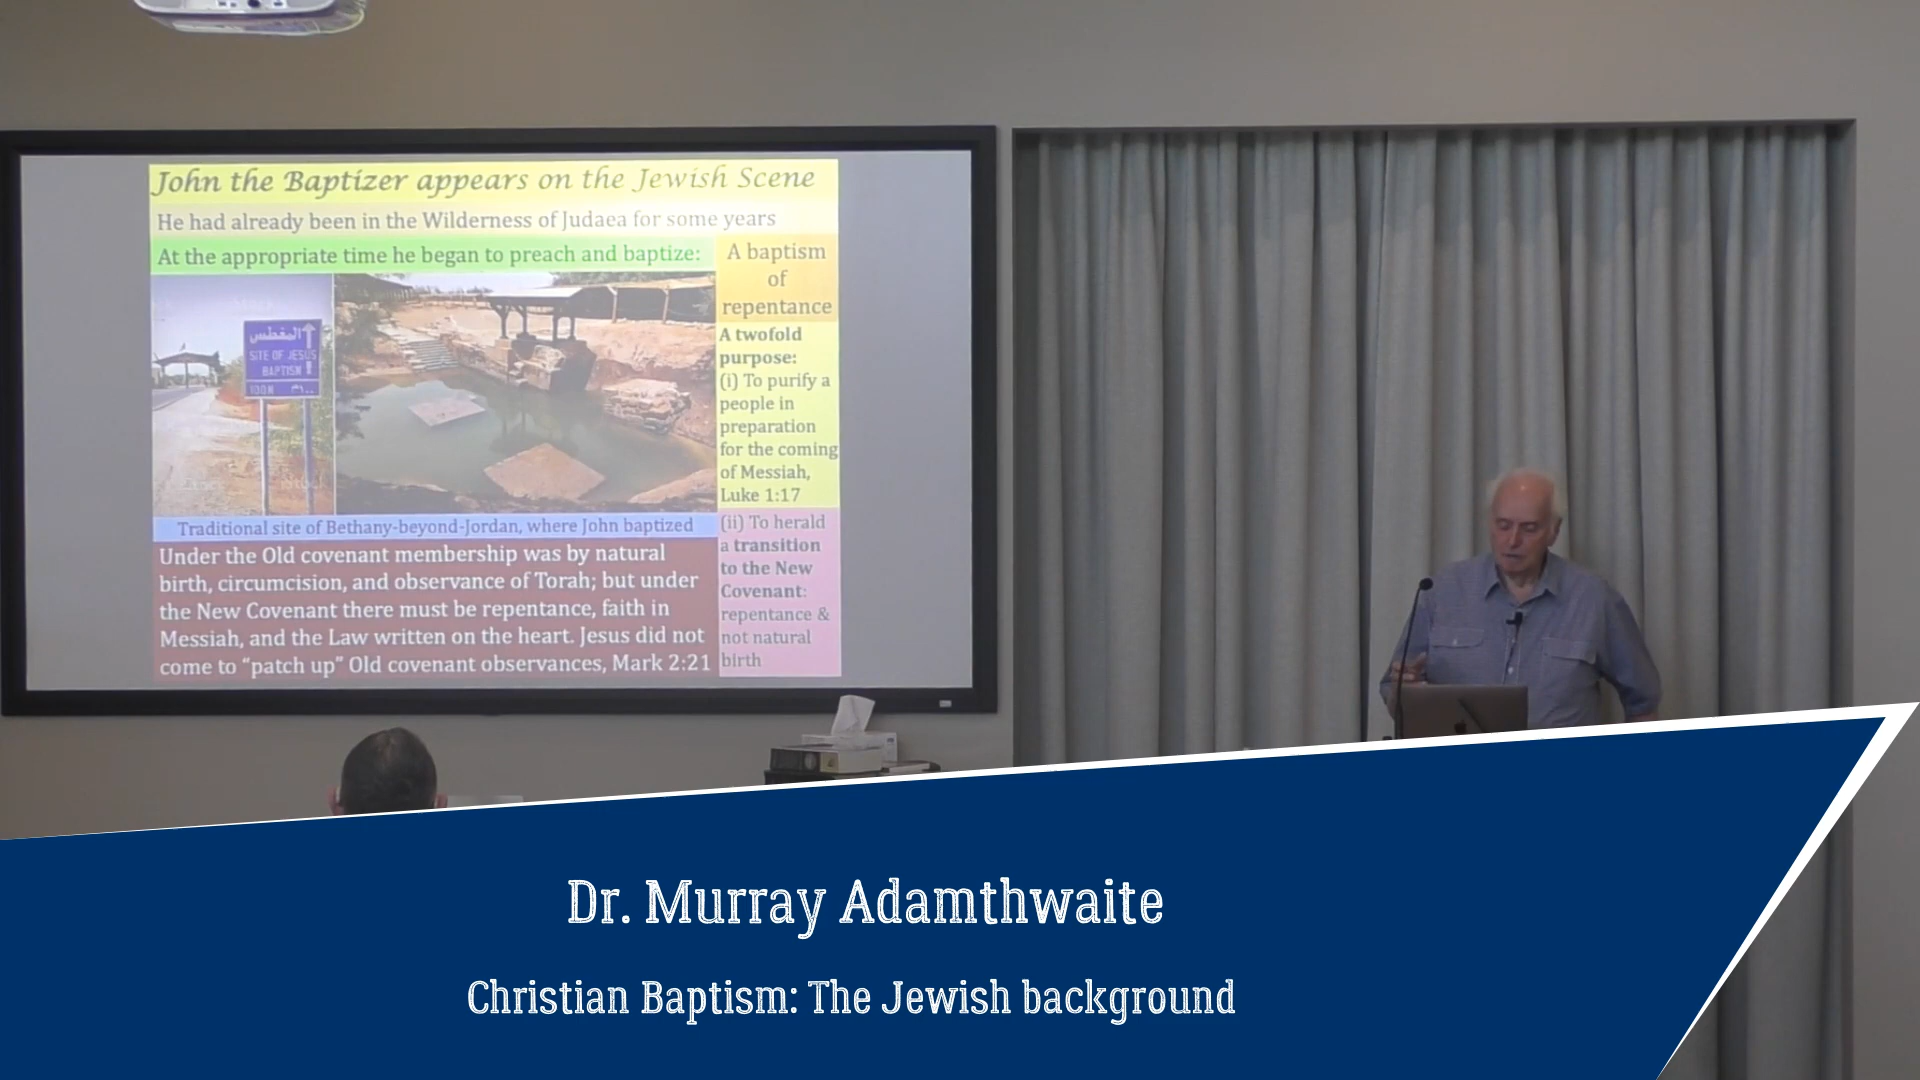 John the Baptizer appears on the Jewish Scene
He had already been in the Wilderness of Judaea for some years
At the appropriate time he began to preach and baptize:
A baptism
of
repentance
A twofold
purpose:
(i) To purify a
people in
preparation
for the coming
of Messiah,
Luke 1:17
(ii) To herald
a transition
to the New
Covenant:
repentance &
not natural
birth
المغطس
SITE OF JESUS
BAPTISM
100 M
Traditional site of Bethany-beyond-Jordan, where John baptized
Under the Old covenant membership was by natural
birth, circumcision, and observance of Torah; but under
the New Covenant there must be repentance, faith in
Messiah, and the Law written on the heart. Jesus did not
come to "patch up" Old covenant observances, Mark 2:21
Dr. Murray Adamthwaite
Christian Baptism: The Jewish background